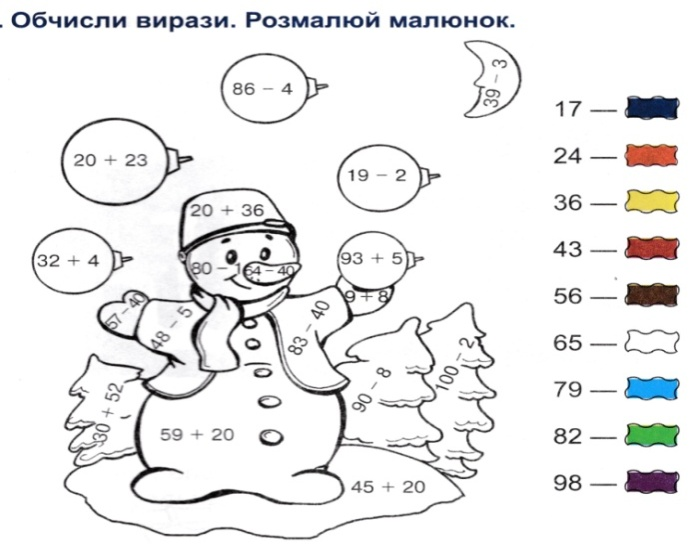 . Обчисли вирази. Розмалюй малюнок.
86 − 4
39 − 3
20 + 23
19 − 2
20 + 36
32 + 4
80 − 1
64 − 40
93 + 5
9 + 8
57 − 40
48 − 5
83 − 40
90 − 8
100 − 2
30 + 52
59 + 20
45 + 20
17 —
24 —
36 —
43 —
56 —
65 —
79 —
82 —
98 —